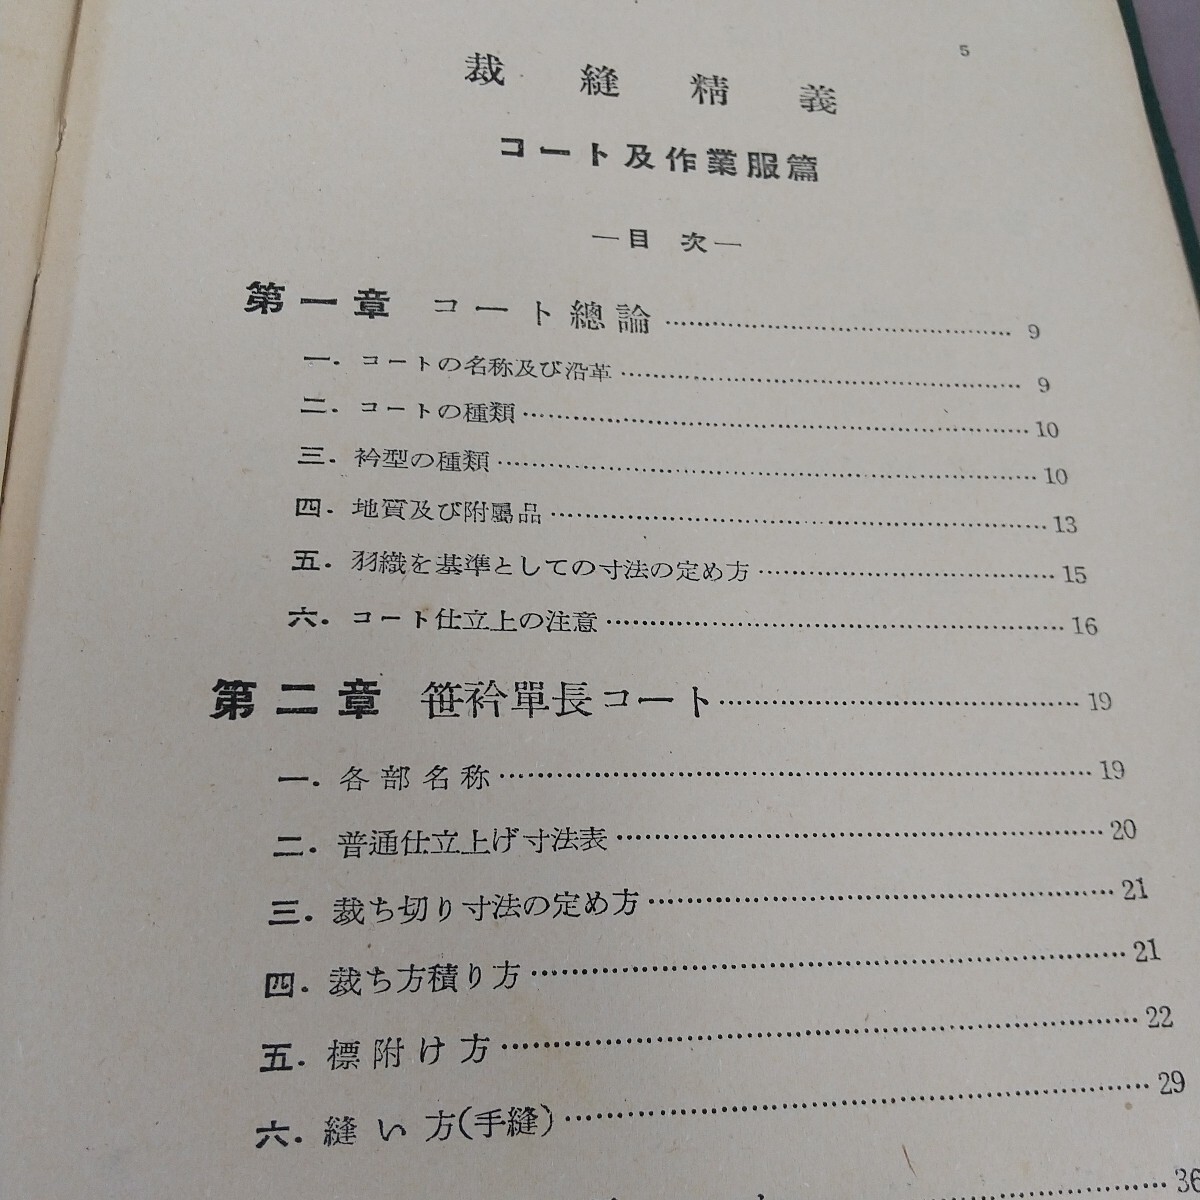 5
裁縫精義
コート及作業服篇
―目 次―
第一章 コート總論……………………………………9
一．コートの名称及び沿革……………………………………9
二．コートの種類……………………………………10
三．衿型の種類……………………………………10
四．地質及び附屬品……………………………………13
五．羽織を基準としての寸法の定め方……………………………………15
六．コート仕立上の注意……………………………………16
第二章 笹衿單長コート……………………………………19
一．各部名称……………………………………19
二．普通仕立上げ寸法表……………………………………20
三．裁ち切り寸法の定め方……………………………………21
四．裁ち方積り方……………………………………21
五．標附け方……………………………………22
六．縫い方(手縫)……………………………………29
……………………………………36